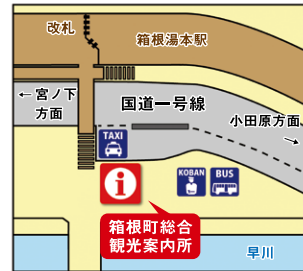 改札
箱根湯本駅
← 宮ノ下
方面
国道一号線
小田原方面
→
TAXI
i
KOBAN
BUS
箱根町総合
観光案内所
早川